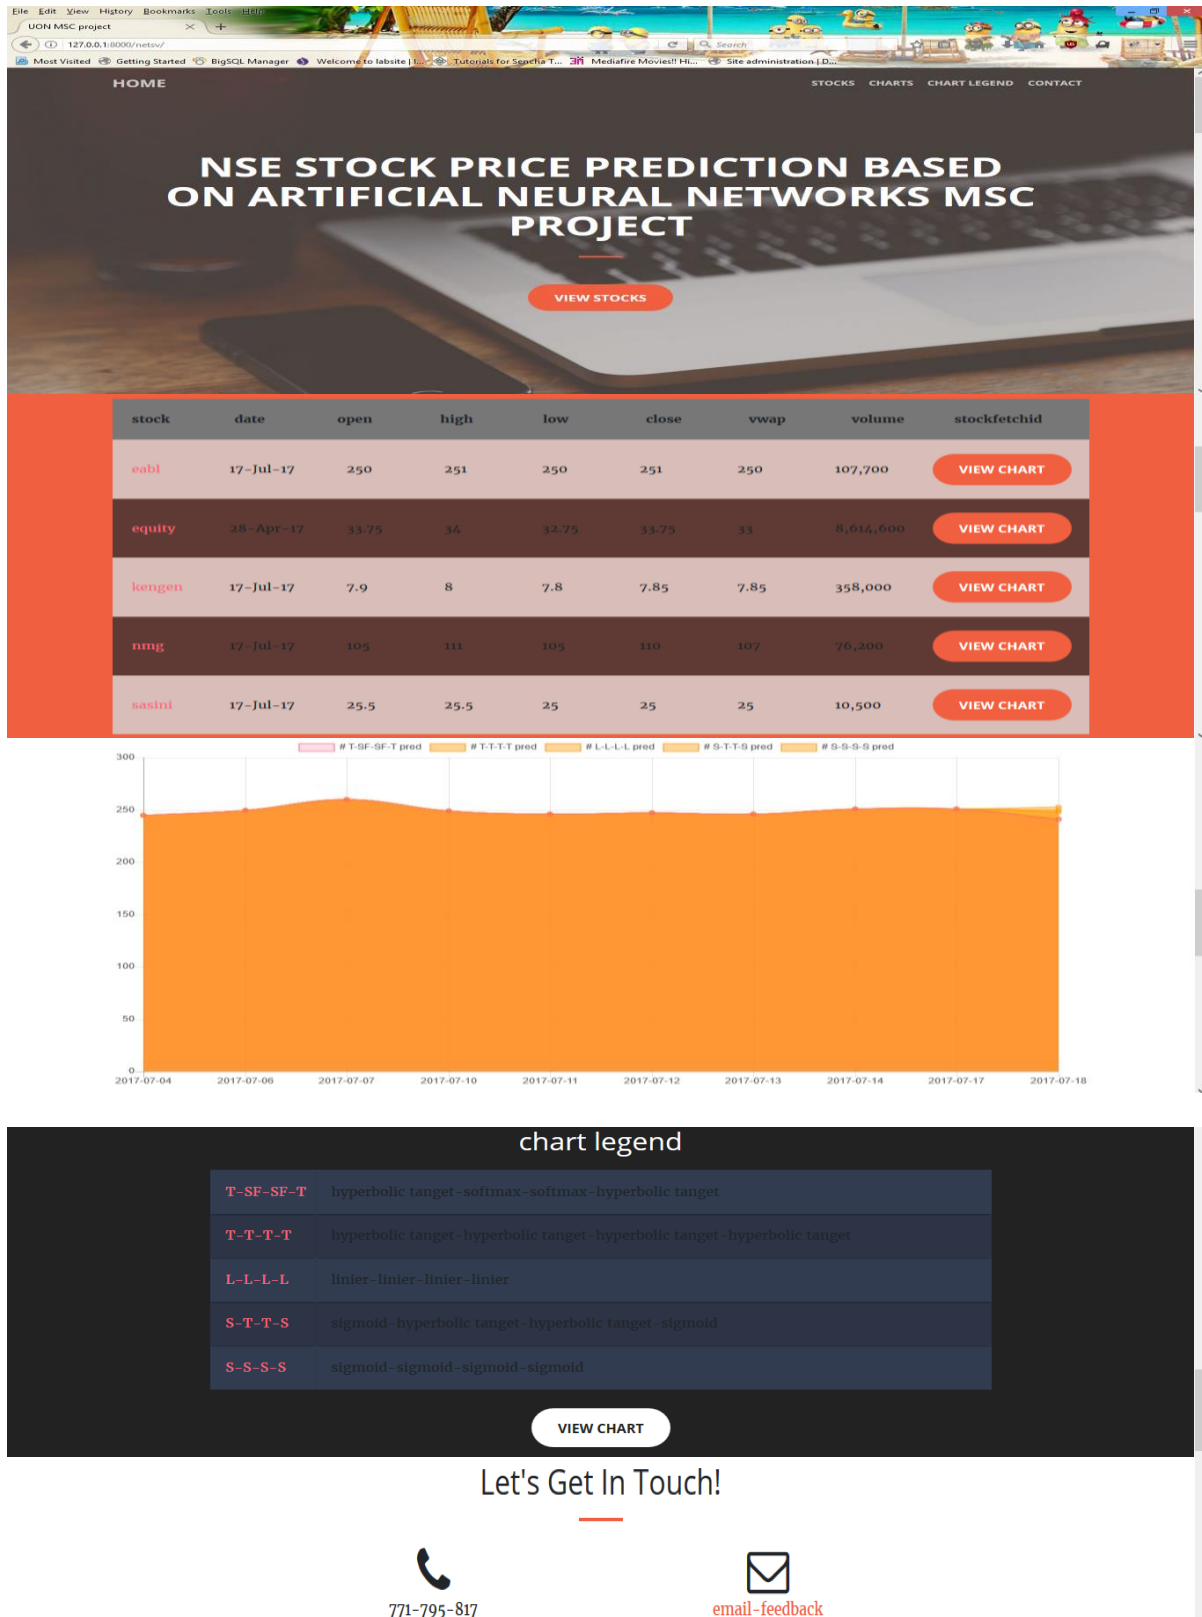 File Edit View History Bookmarks Tools Help
UON MSC project
127.0.0.1:8000/netsv/
Search
Most Visited Getting Started BigSQL Manager Welcome to labsite | l... Tutorials for Sencha T... Mediafire Movies!! Hi... Site administration | D...
HOME STOCKS CHARTS CHART LEGEND CONTACT
NSE STOCK PRICE PREDICTION BASED
ON ARTIFICIAL NEURAL NETWORKS MSC
PROJECT
VIEW STOCKS
stock date open high low close vwap volume stockfetchid
eabl 17-Jul-17 250 251 250 251 250 107,700 VIEW CHART
equity 28-Apr-17 33.75 34 32.75 33.75 33 8,614,600 VIEW CHART
kengen 17-Jul-17 7.9 8 7.8 7.85 7.85 358,000 VIEW CHART
nmg 17-Jul-17 105 111 105 110 107 76,200 VIEW CHART
sasini 17-Jul-17 25.5 25.5 25 25 25 10,500 VIEW CHART
# T-SF-SF-T pred # T-T-T-T pred # L-L-L-L pred # S-T-T-S pred # S-S-S-S pred
300
250
200
150
100
50
0
2017-07-04 2017-07-06 2017-07-07 2017-07-10 2017-07-11 2017-07-12 2017-07-13 2017-07-14 2017-07-17 2017-07-18
chart legend
T-SF-SF-T hyperbolic tanget-softmax-softmax-hyperbolic tanget
T-T-T-T hyperbolic tanget-hyperbolic tanget-hyperbolic tanget-hyperbolic tanget
L-L-L-L linier-linier-linier-linier
S-T-T-S sigmoid-hyperbolic tanget-hyperbolic tanget-sigmoid
S-S-S-S sigmoid-sigmoid-sigmoid-sigmoid
VIEW CHART
Let's Get In Touch!
771-795-817 email-feedback